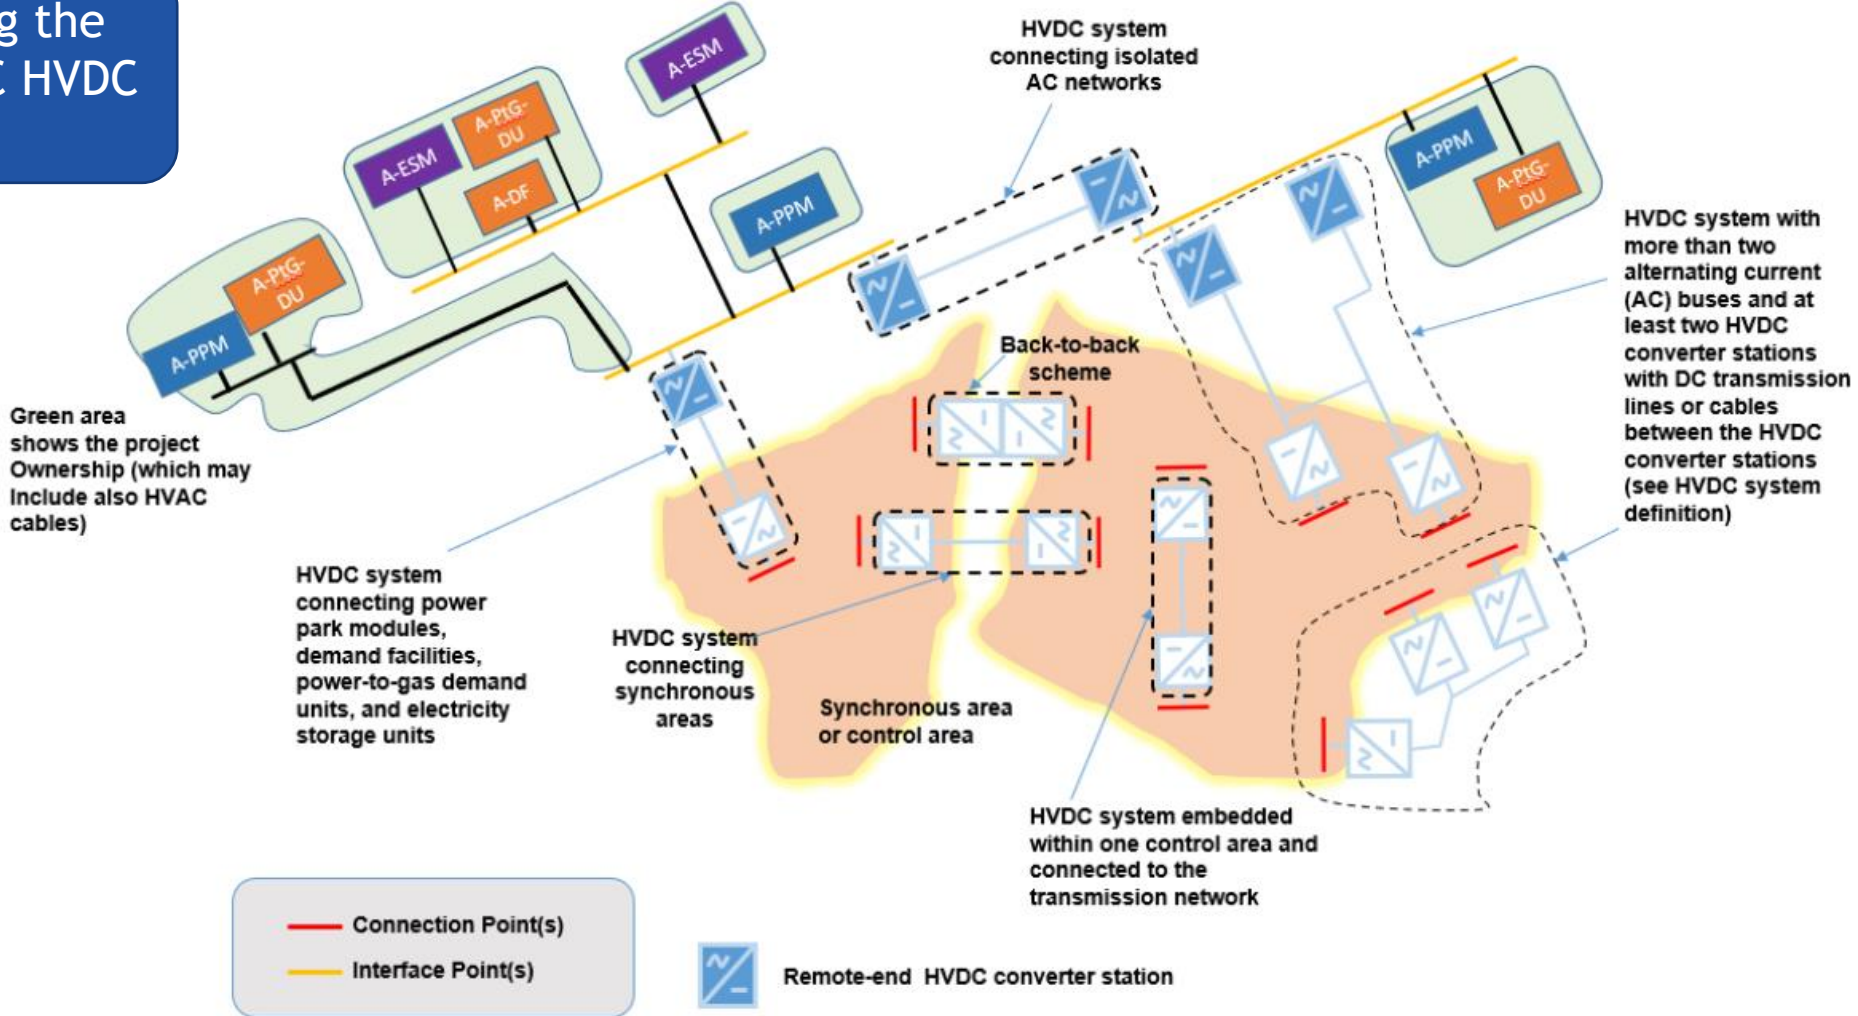 g the
C HVDC
HVDC system
connecting isolated
AC networks
A-ESM
A-PtG-
DU
A-ESM
A-DF
A-PPM
A-PtG-
DU
A-PPM
A-PPM
A-PtG-
DU
HVDC system with
more than two
alternating current
(AC) buses and at
least two HVDC
converter stations
with DC transmission
lines or cables
between the HVDC
converter stations
(see HVDC system
definition)
Back-to-back
scheme
Green area
shows the project
Ownership (which may
Include also HVAC
cables)
HVDC system
connecting power
park modules,
demand facilities,
power-to-gas demand
units, and electricity
storage units
HVDC system
connecting
synchronous
areas
Synchronous area
or control area
HVDC system embedded
within one control area and
connected to the
transmission network
Connection Point(s)
Interface Point(s)
Remote-end HVDC converter station